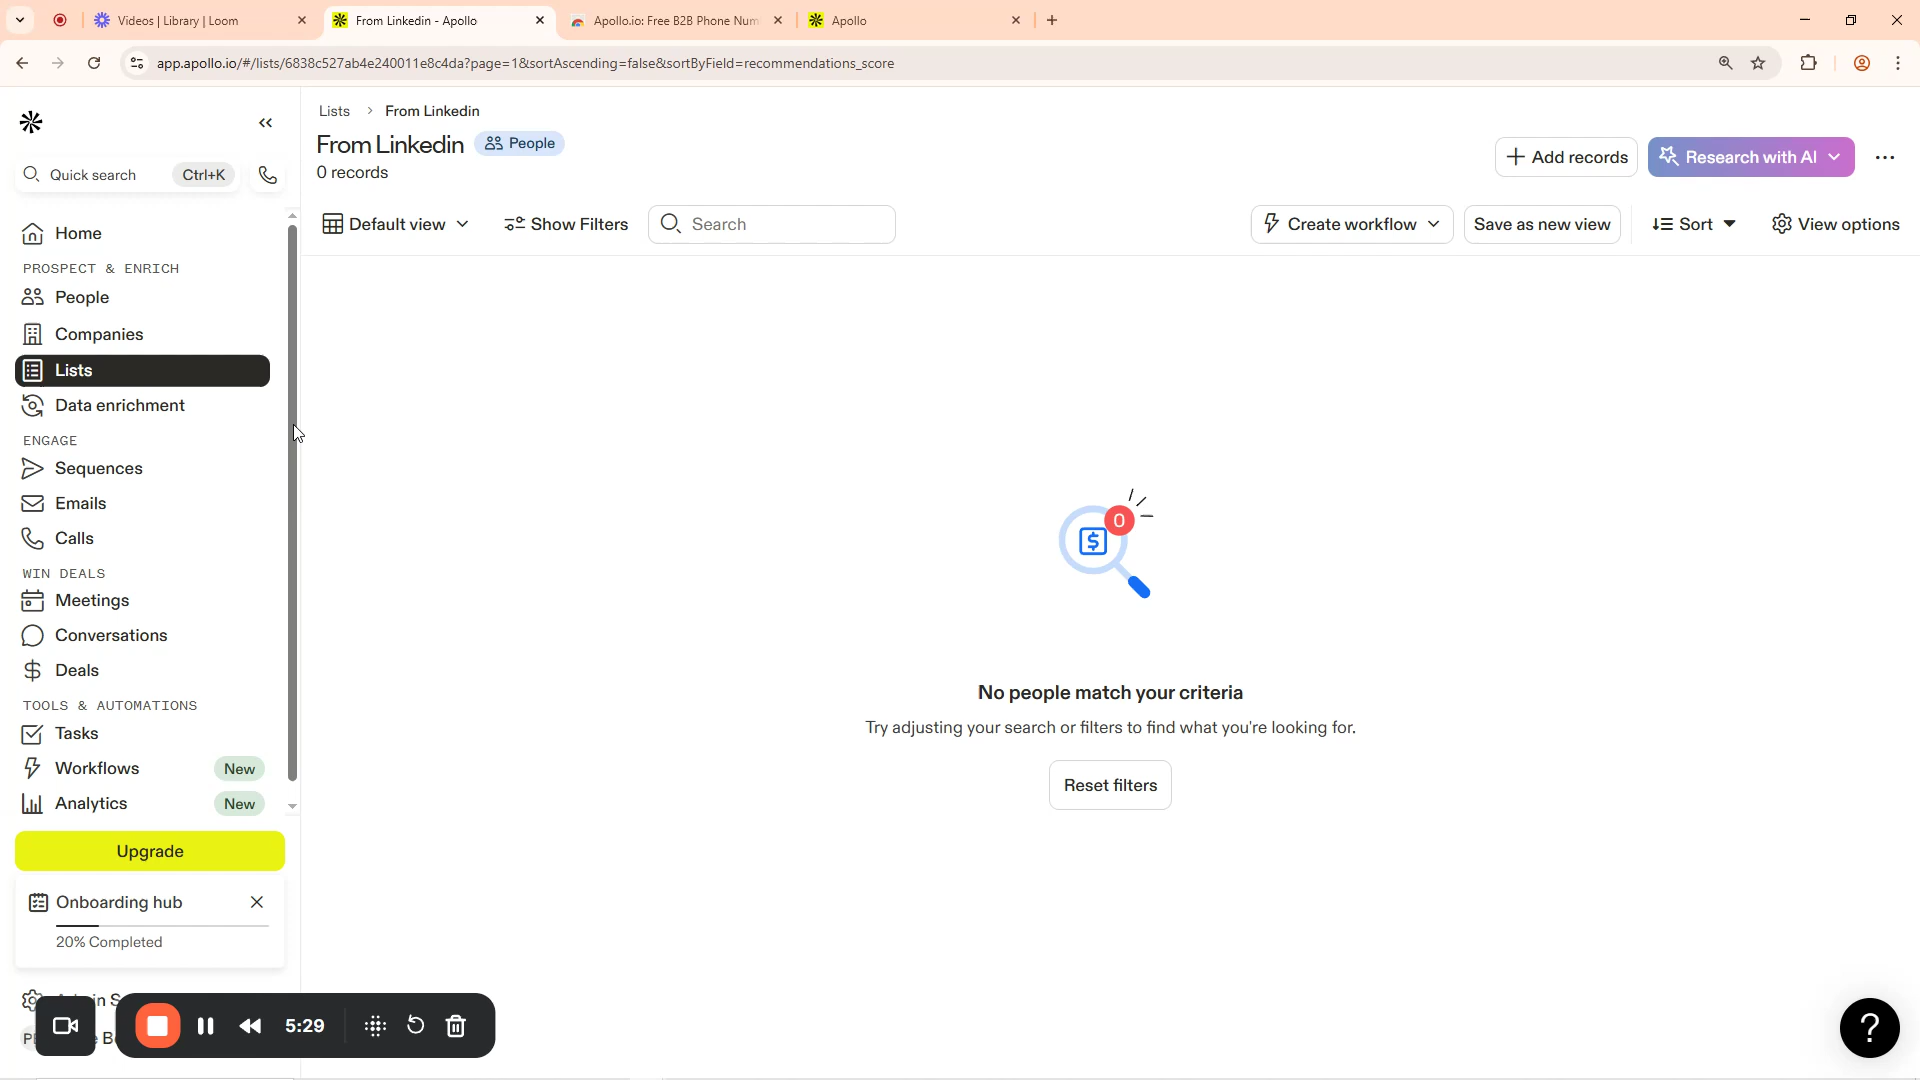 Videos | Library | Loom
From Linkedin - Apollo
Apollo.io: Free B2B Phone Num
Apollo
app.apollo.io/#/lists/6838c527ab4e240011e8c4da?page=1&sortAscending=false&sortByField=recommendations_score
Lists > From Linkedin
From Linkedin People
0 records
Add records
Research with AI
Quick search Ctrl+K
Default view
Show Filters
Search
Create workflow
Save as new view
Sort
View options
Home
PROSPECT & ENRICH
People
Companies
Lists
Data enrichment
ENGAGE
Sequences
Emails
Calls
WIN DEALS
Meetings
Conversations
Deals
TOOLS & AUTOMATIONS
Tasks
Workflows New
Analytics New
Upgrade
Onboarding hub
20% Completed
0
$
No people match your criteria
Try adjusting your search or filters to find what you're looking for.
Reset filters
5:29
?